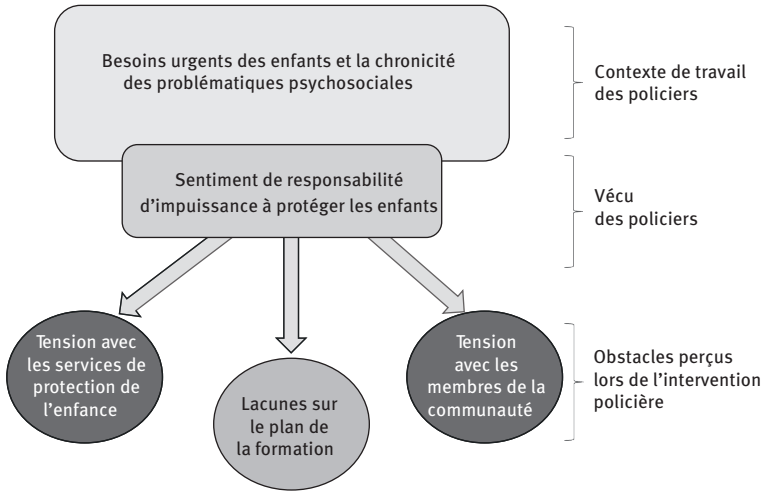 Besoins urgents des enfants et la chronicité
des problématiques psychosociales
Contexte de travail
des policiers
Sentiment de responsabilité
d’impuissance à protéger les enfants
Vécu
des policiers
Tension avec
les services de
protection de
l’enfance
Lacunes sur
le plan de
la formation
Tension
avec les
membres de la
communauté
Obstacles perçus
lors de l’intervention
policière